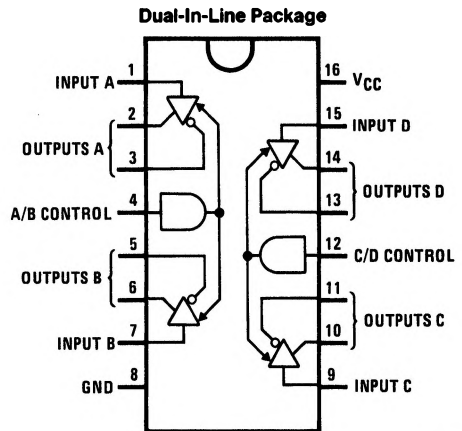 Dual-In-Line Package
INPUT A 1
2
OUTPUTS A
3
A/B CONTROL 4
5
OUTPUTS B
6
INPUT B 7
GND 8
16 VCC
15 INPUT D
14
OUTPUTS D
13
12 C/D CONTROL
11
OUTPUTS C
10
9 INPUT C